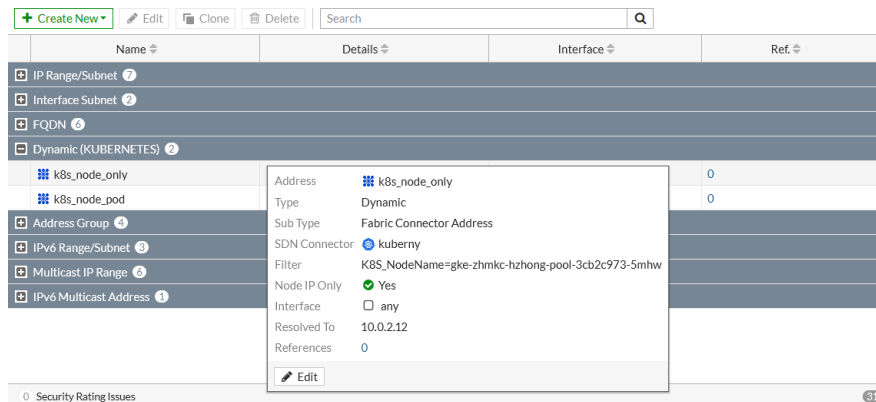 Create New Edit Clone Delete Search
Name Details Interface Ref.
IP Range/Subnet 7
Interface Subnet 2
FQDN 6
Dynamic (KUBERNETES) 2
k8s_node_only 0
k8s_node_pod 0
Address Group 4
IPv6 Range/Subnet 3
Multicast IP Range 6
IPv6 Multicast Address 1
Address k8s_node_only
Type Dynamic
Sub Type Fabric Connector Address
SDN Connector kuberny
Filter K8S_NodeName=gke-zhmkc-hzhong-pool-3cb2c973-5mhw
Node IP Only Yes
Interface any
Resolved To 10.0.2.12
References 0
Edit
0 Security Rating Issues 31